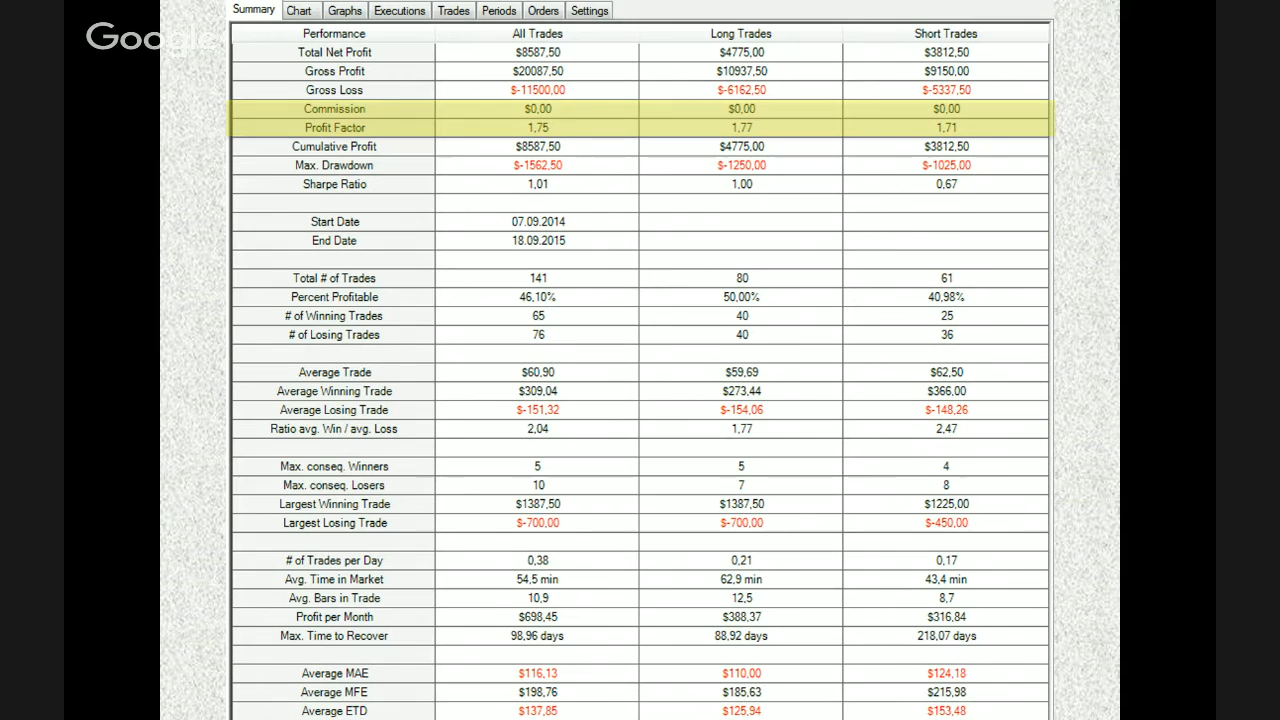 Summary Chart Graphs Executions Trades Periods Orders Settings
Google
Performance All Trades Long Trades Short Trades
Total Net Profit $8587,50 $4775,00 $3812,50
Gross Profit $20087,50 $10937,50 $9150,00
Gross Loss $-11500,00 $-6162,50 $-5337,50
Commission $0,00 $0,00 $0,00
Profit Factor 1,75 1,77 1,71
Cumulative Profit $8587,50 $4775,00 $3812,50
Max. Drawdown $-1562,50 $-1250,00 $-1025,00
Sharpe Ratio 1,01 1,00 0,67
Start Date 07.09.2014
End Date 18.09.2015
Total # of Trades 141 80 61
Percent Profitable 46,10% 50,00% 40,98%
# of Winning Trades 65 40 25
# of Losing Trades 76 40 36
Average Trade $60,90 $59,69 $62,50
Average Winning Trade $309,04 $273,44 $366,00
Average Losing Trade $-151,32 $-154,06 $-148,26
Ratio avg. Win / avg. Loss 2,04 1,77 2,47
Max. conseq. Winners 5 5 4
Max. conseq. Losers 10 7 8
Largest Winning Trade $1387,50 $1387,50 $1225,00
Largest Losing Trade $-700,00 $-700,00 $-450,00
# of Trades per Day 0,38 0,21 0,17
Avg. Time in Market 54,5 min 62,9 min 43,4 min
Avg. Bars in Trade 10,9 12,5 8,7
Profit per Month $698,45 $388,37 $316,84
Max. Time to Recover 98,96 days 88,92 days 218,07 days
Average MAE $116,13 $110,00 $124,18
Average MFE $198,76 $185,63 $215,98
Average ETD $137,85 $125,94 $153,48